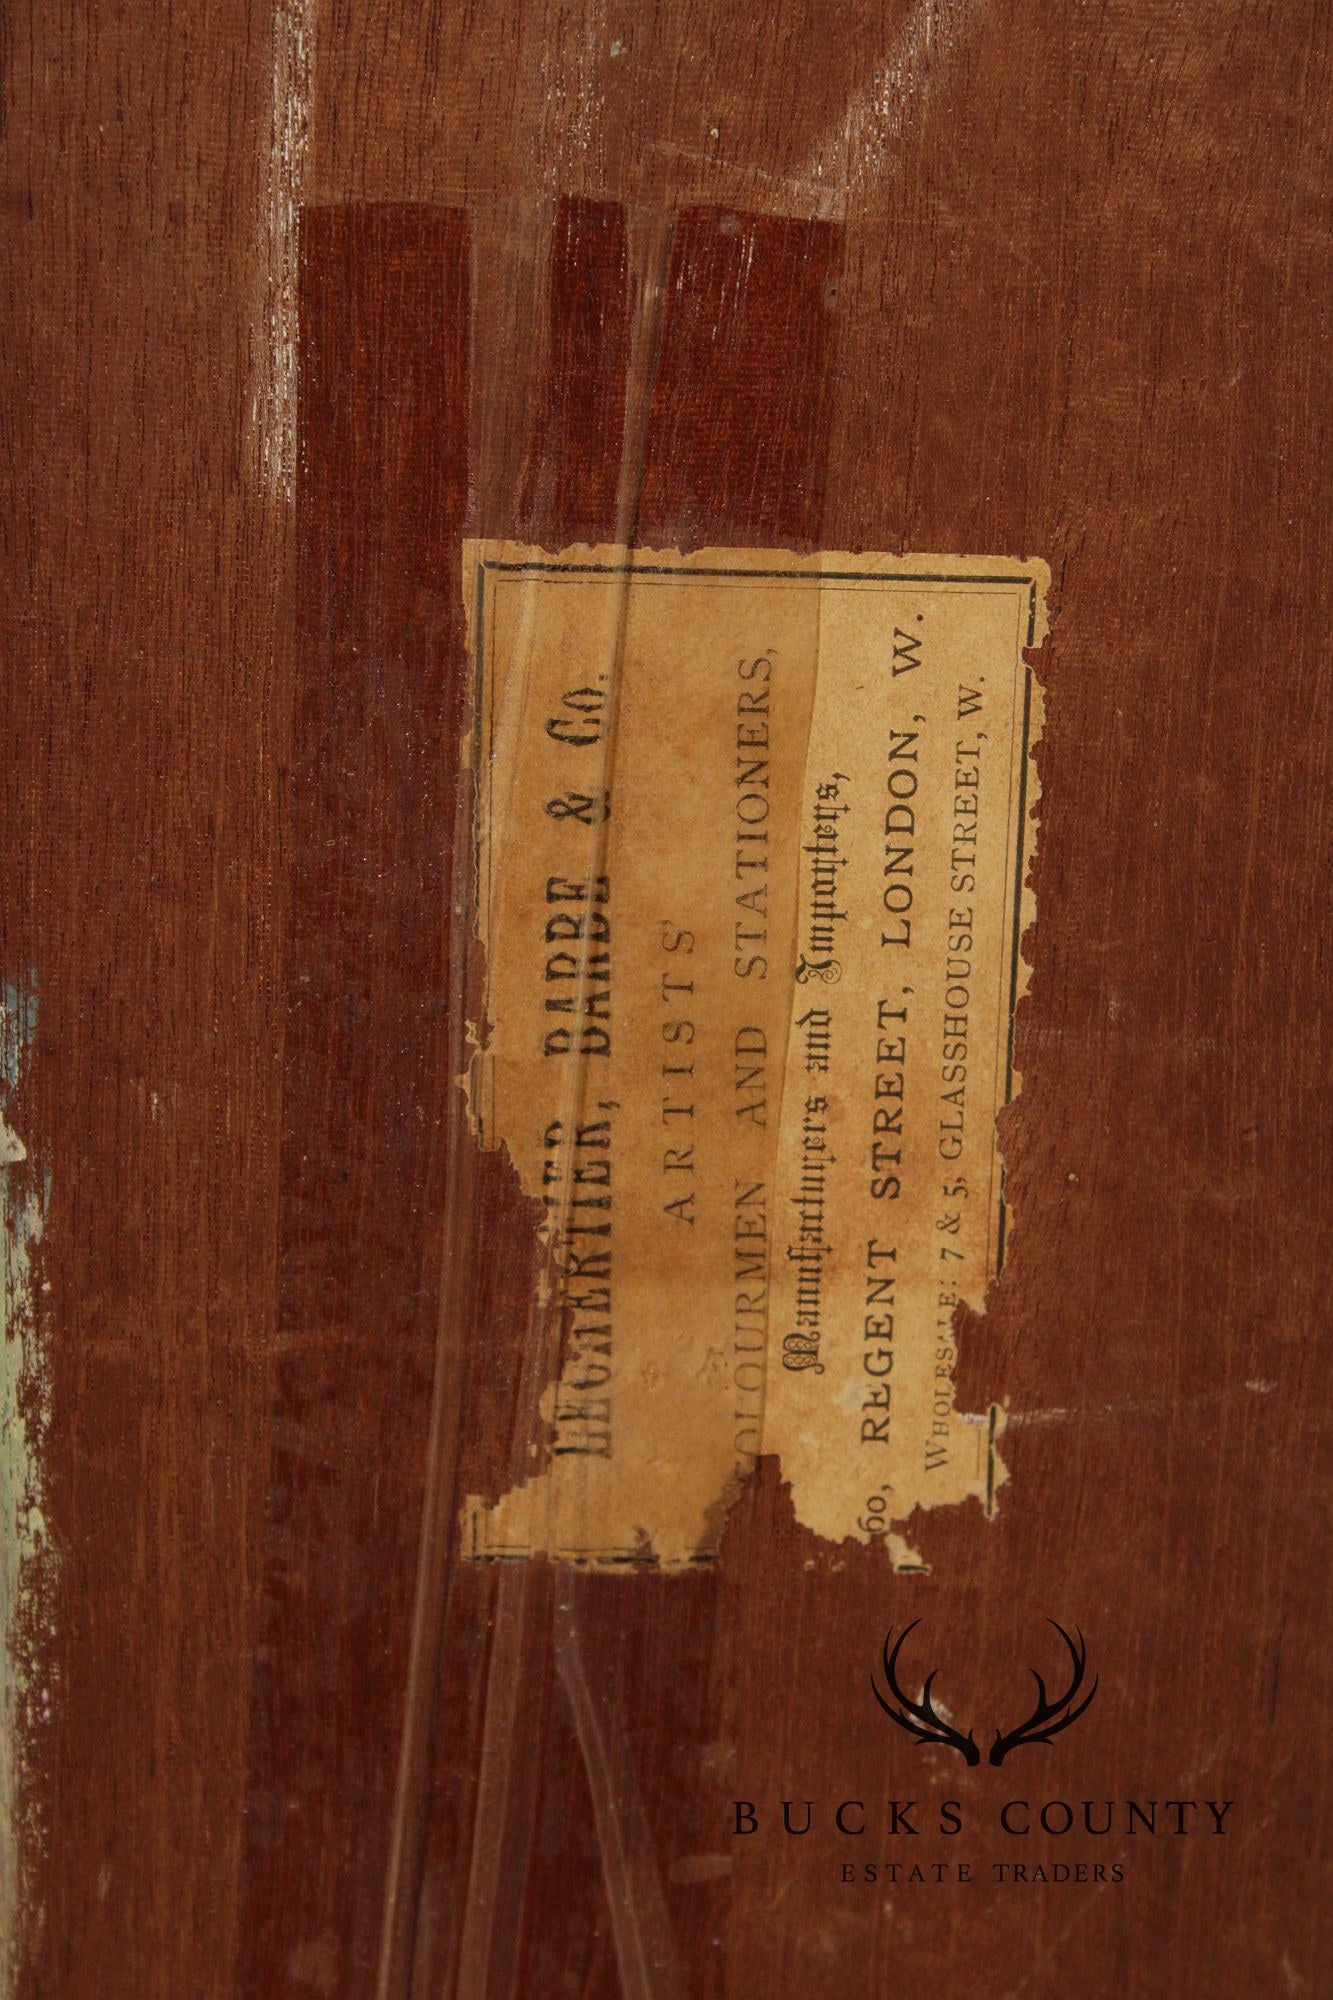 LECHERTIER, BARBE & Co.
ARTISTS'
COLOURMEN AND STATIONERS,
Manufacturers and Importers,
60, REGENT STREET, LONDON, W.
WHOLESALE: 7 & 5, GLASSHOUSE STREET, W.
BUCKS COUNTY
ESTATE TRADERS